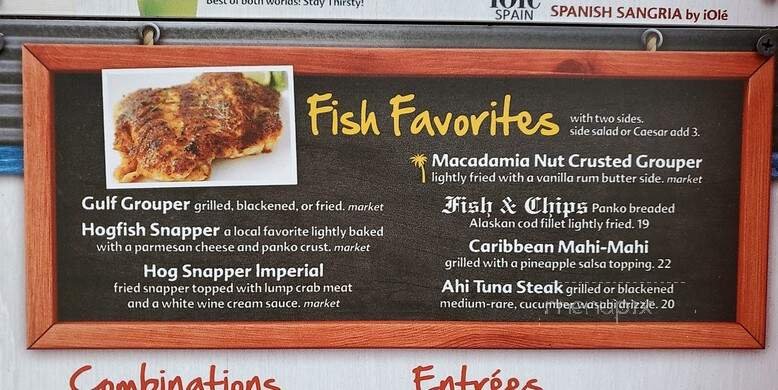 Best of both worlds! Stay Thirsty!
iOlé
SPAIN
SPANISH SANGRIA by iOlé
Fish Favorites
with two sides.
side salad or Caesar add 3.
Gulf Grouper grilled, blackened, or fried. market
Hogfish Snapper a local favorite lightly baked
with a parmesan cheese and panko crust. market
Hog Snapper Imperial
fried snapper topped with lump crab meat
and a white wine cream sauce. market
Macadamia Nut Crusted Grouper
lightly fried with a vanilla rum butter side. market
Fish & Chips Panko breaded
Alaskan cod fillet lightly fried. 19
Caribbean Mahi-Mahi
grilled with a pineapple salsa topping. 22
Ahi Tuna Steak grilled or blackened
medium-rare, cucumber wasabi drizzle. 20
menupix
Combinations
Entrées